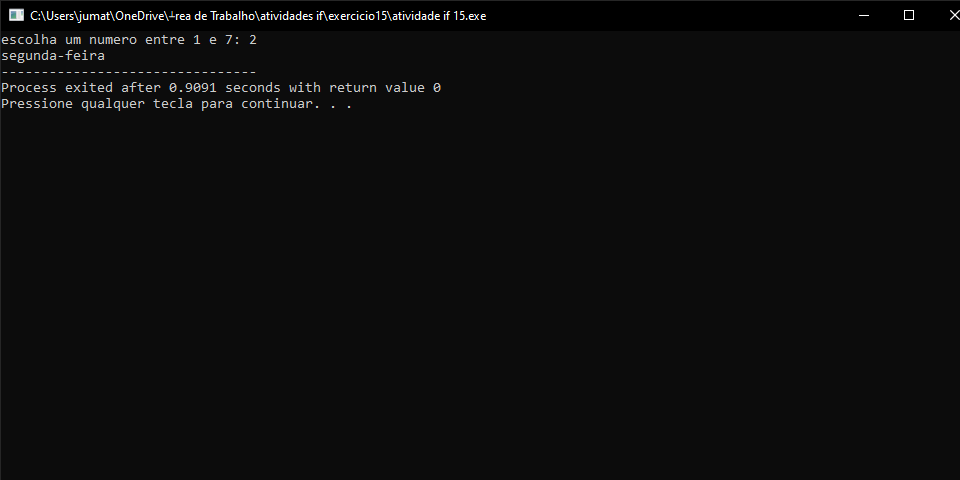 C:\Users\jumat\OneDrive\┴rea de Trabalho\atividades if\exercicio15\atividade if 15.exe
escolha um numero entre 1 e 7: 2
segunda-feira
--------------------------------
Process exited after 0.9091 seconds with return value 0
Pressione qualquer tecla para continuar. . .